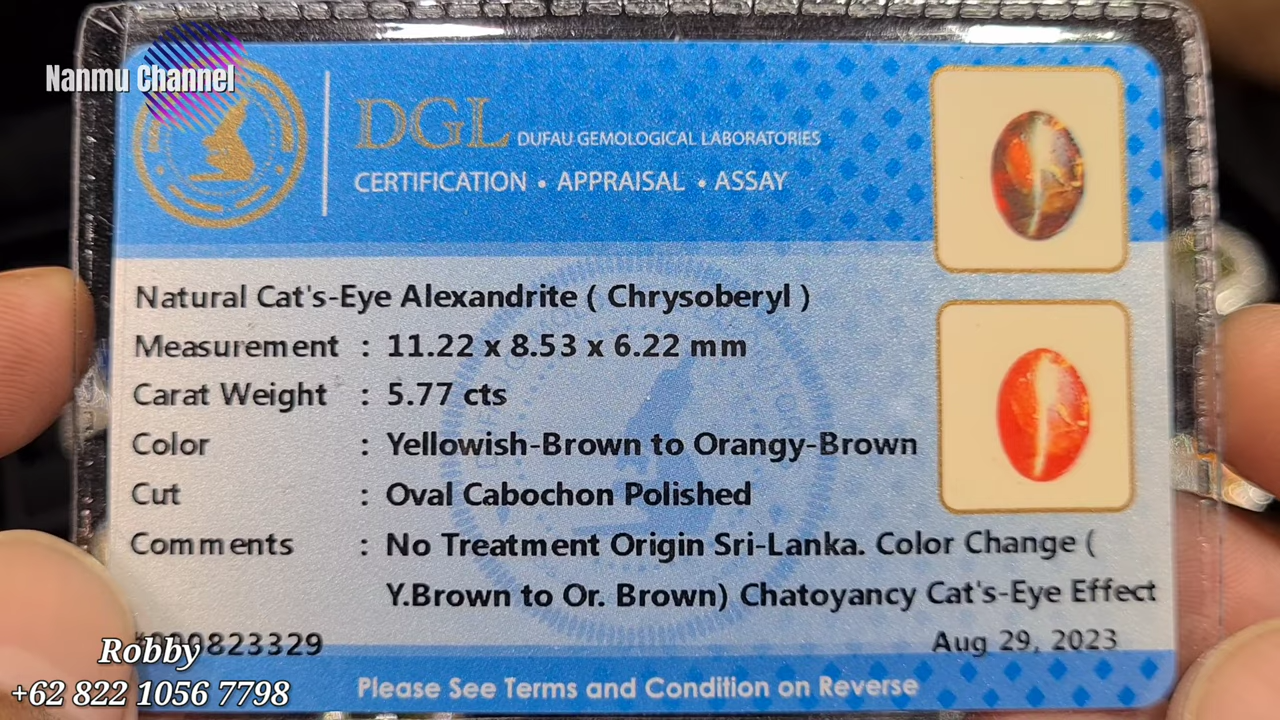 Nanmu Channel
DGL DUFAU GEMOLOGICAL LABORATORIES
CERTIFICATION • APPRAISAL • ASSAY
Natural Cat's-Eye Alexandrite ( Chrysoberyl )
Measurement : 11.22 x 8.53 x 6.22 mm
Carat Weight : 5.77 cts
Color : Yellowish-Brown to Orangy-Brown
Cut : Oval Cabochon Polished
Comments : No Treatment Origin Sri-Lanka. Color Change (
Y.Brown to Or. Brown) Chatoyancy Cat's-Eye Effect
Aug 29, 2023
Robby
+62 822 1056 7798
Please See Terms and Condition on Reverse